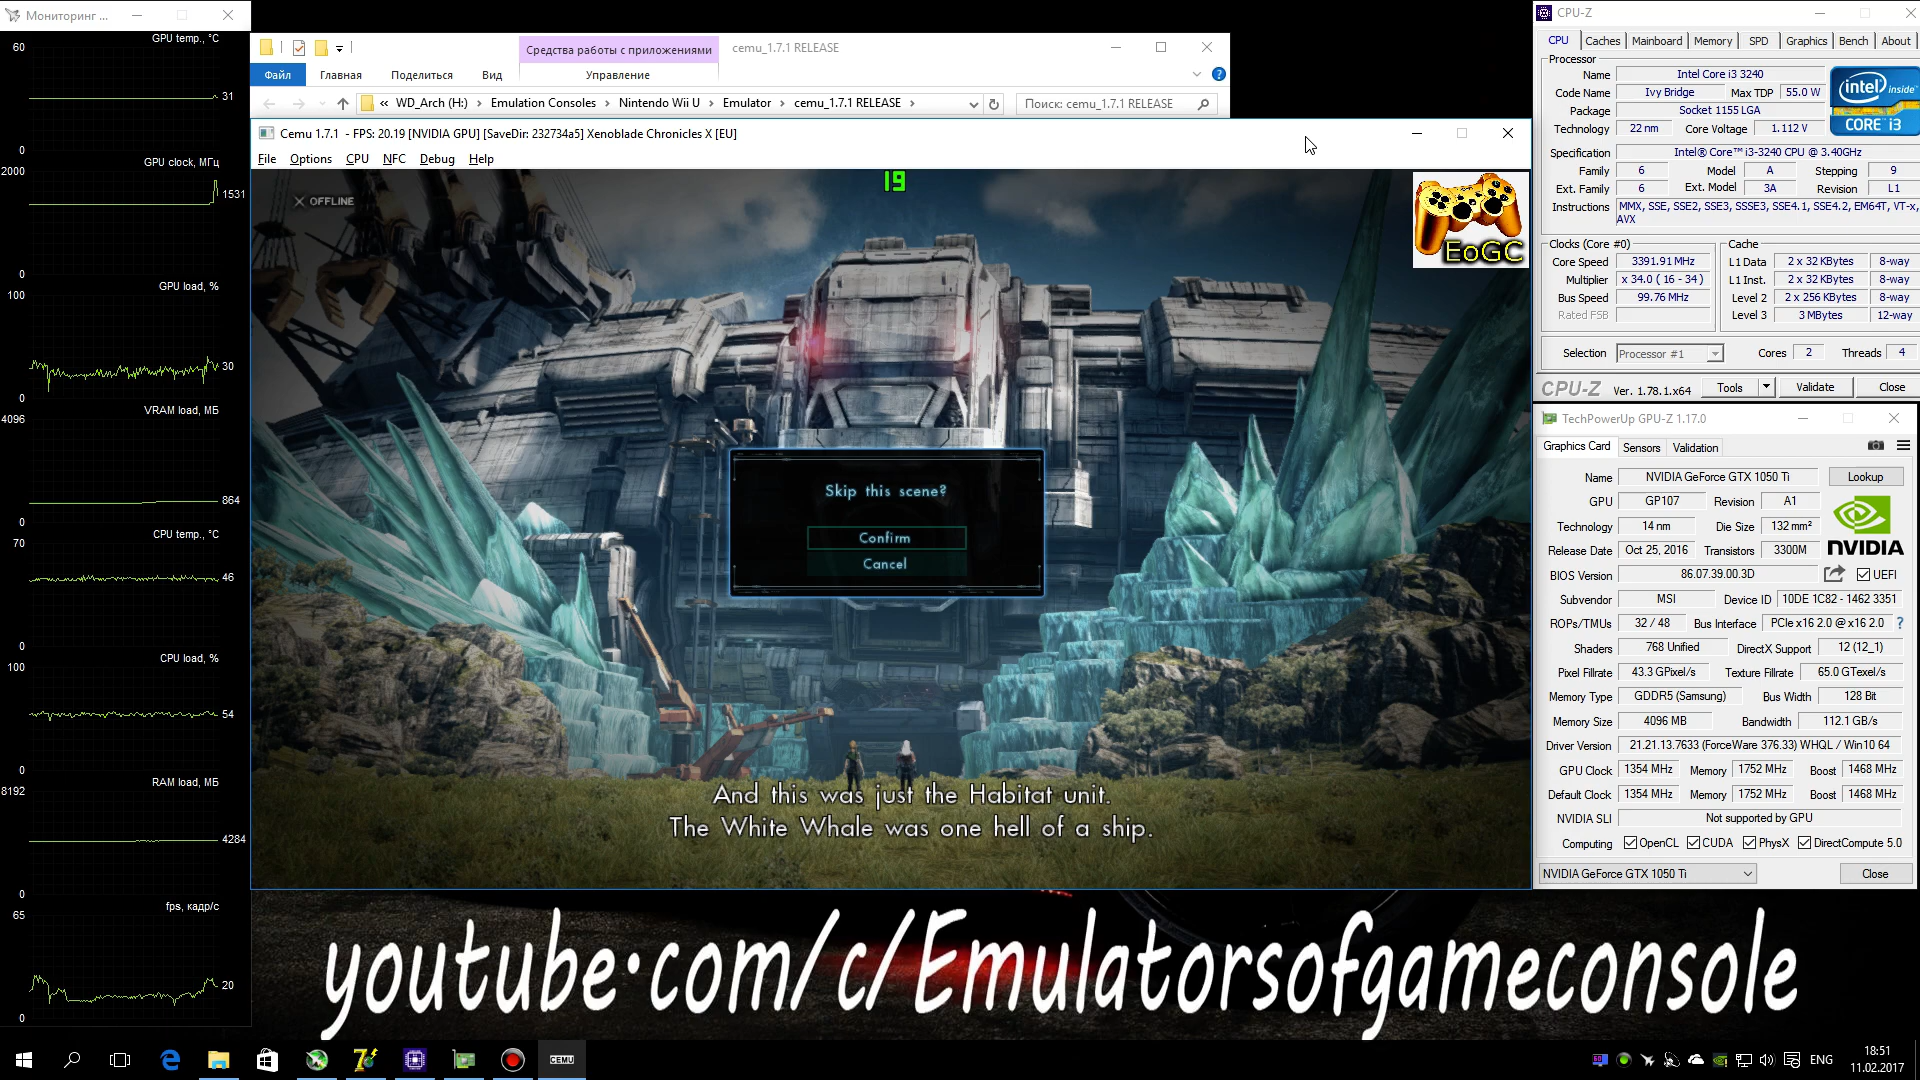 Мониторинг ...
GPU temp., °C
60
31
0
GPU clock, МГц
2000
1531
0
GPU load, %
100
30
0
VRAM load, МБ
4096
864
0
CPU temp., °C
70
46
0
CPU load, %
100
54
0
RAM load, МБ
8192
4284
0
fps, кадр/с
65
20
0
Средства работы с приложениями
cemu_1.7.1 RELEASE
Файл Главная Поделиться Вид Управление
« WD_Arch (H:) > Emulation Consoles > Nintendo Wii U > Emulator > cemu_1.7.1 RELEASE >
Поиск: cemu_1.7.1 RELEASE
Cemu 1.7.1 - FPS: 20.19 [NVIDIA GPU] [SaveDir: 232734a5] Xenoblade Chronicles X [EU]
File Options CPU NFC Debug Help
19
OFFLINE
EoGC
Skip this scene?
Confirm
Cancel
And this was just the Habitat unit.
The White Whale was one hell of a ship.
youtube.com/c/Emulatorsofgameconsole
CPU-Z
CPU Caches Mainboard Memory SPD Graphics Bench About
Processor
Name Intel Core i3 3240
Code Name Ivy Bridge Max TDP 55.0 W
Package Socket 1155 LGA
Technology 22 nm Core Voltage 1.112 V
intel inside™
CORE i3
Specification Intel® Core™ i3-3240 CPU @ 3.40GHz
Family 6 Model A Stepping 9
Ext. Family 6 Ext. Model 3A Revision L1
Instructions MMX, SSE, SSE2, SSE3, SSSE3, SSE4.1, SSE4.2, EM64T, VT-x,
AVX
Clocks (Core #0)
Core Speed 3391.91 MHz
Multiplier x 34.0 ( 16 - 34 )
Bus Speed 99.76 MHz
Rated FSB
Cache
L1 Data 2 x 32 KBytes 8-way
L1 Inst. 2 x 32 KBytes 8-way
Level 2 2 x 256 KBytes 8-way
Level 3 3 MBytes 12-way
Selection Processor #1 Cores 2 Threads 4
CPU-Z Ver. 1.78.1.x64 Tools Validate Close
TechPowerUp GPU-Z 1.17.0
Graphics Card Sensors Validation
Name NVIDIA GeForce GTX 1050 Ti Lookup
GPU GP107 Revision A1
Technology 14 nm Die Size 132 mm²
Release Date Oct 25, 2016 Transistors 3300M
NVIDIA
BIOS Version 86.07.39.00.3D UEFI
Subvendor MSI Device ID 10DE 1C82 - 1462 3351
ROPs/TMUs 32 / 48 Bus Interface PCIe x16 2.0 @ x16 2.0 ?
Shaders 768 Unified DirectX Support 12 (12_1)
Pixel Fillrate 43.3 GPixel/s Texture Fillrate 65.0 GTexel/s
Memory Type GDDR5 (Samsung) Bus Width 128 Bit
Memory Size 4096 MB Bandwidth 112.1 GB/s
Driver Version 21.21.13.7633 (ForceWare 376.33) WHQL / Win10 64
GPU Clock 1354 MHz Memory 1752 MHz Boost 1468 MHz
Default Clock 1354 MHz Memory 1752 MHz Boost 1468 MHz
NVIDIA SLI Not supported by GPU
Computing OpenCL CUDA PhysX DirectCompute 5.0
NVIDIA GeForce GTX 1050 Ti Close
CEMU
ENG
18:51
11.02.2017